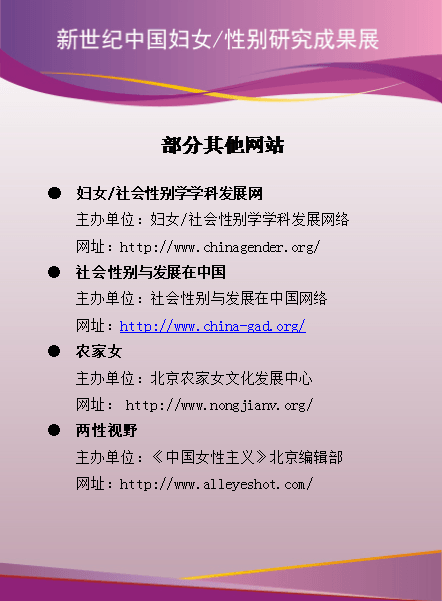 新世纪中国妇女/性别研究成果展
部分其他网站
● 妇女/社会性别学学科发展网
主办单位：妇女/社会性别学学科发展网络
网址：http://www.chinagender.org/
● 社会性别与发展在中国
主办单位：社会性别与发展在中国网络
网址：http://www.china-gad.org/
● 农家女
主办单位：北京农家女文化发展中心
网址： http://www.nongjianv.org/
● 两性视野
主办单位：《中国女性主义》北京编辑部
网址：http://www.alleyeshot.com/